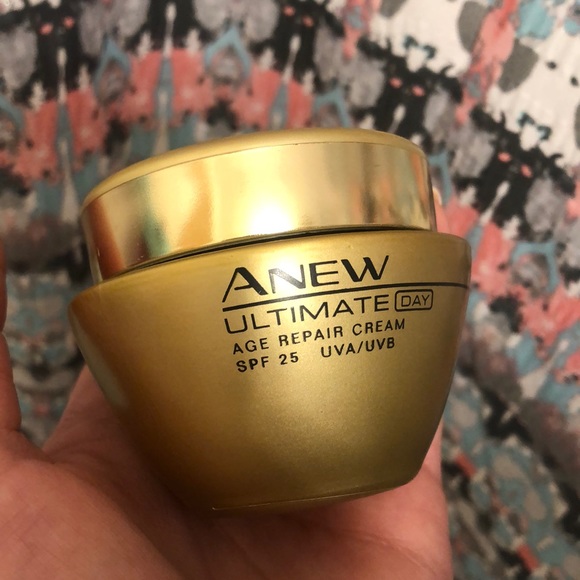 ANEW
ULTIMATE DAY
AGE REPAIR CREAM
SPF 25 UVA/UVB